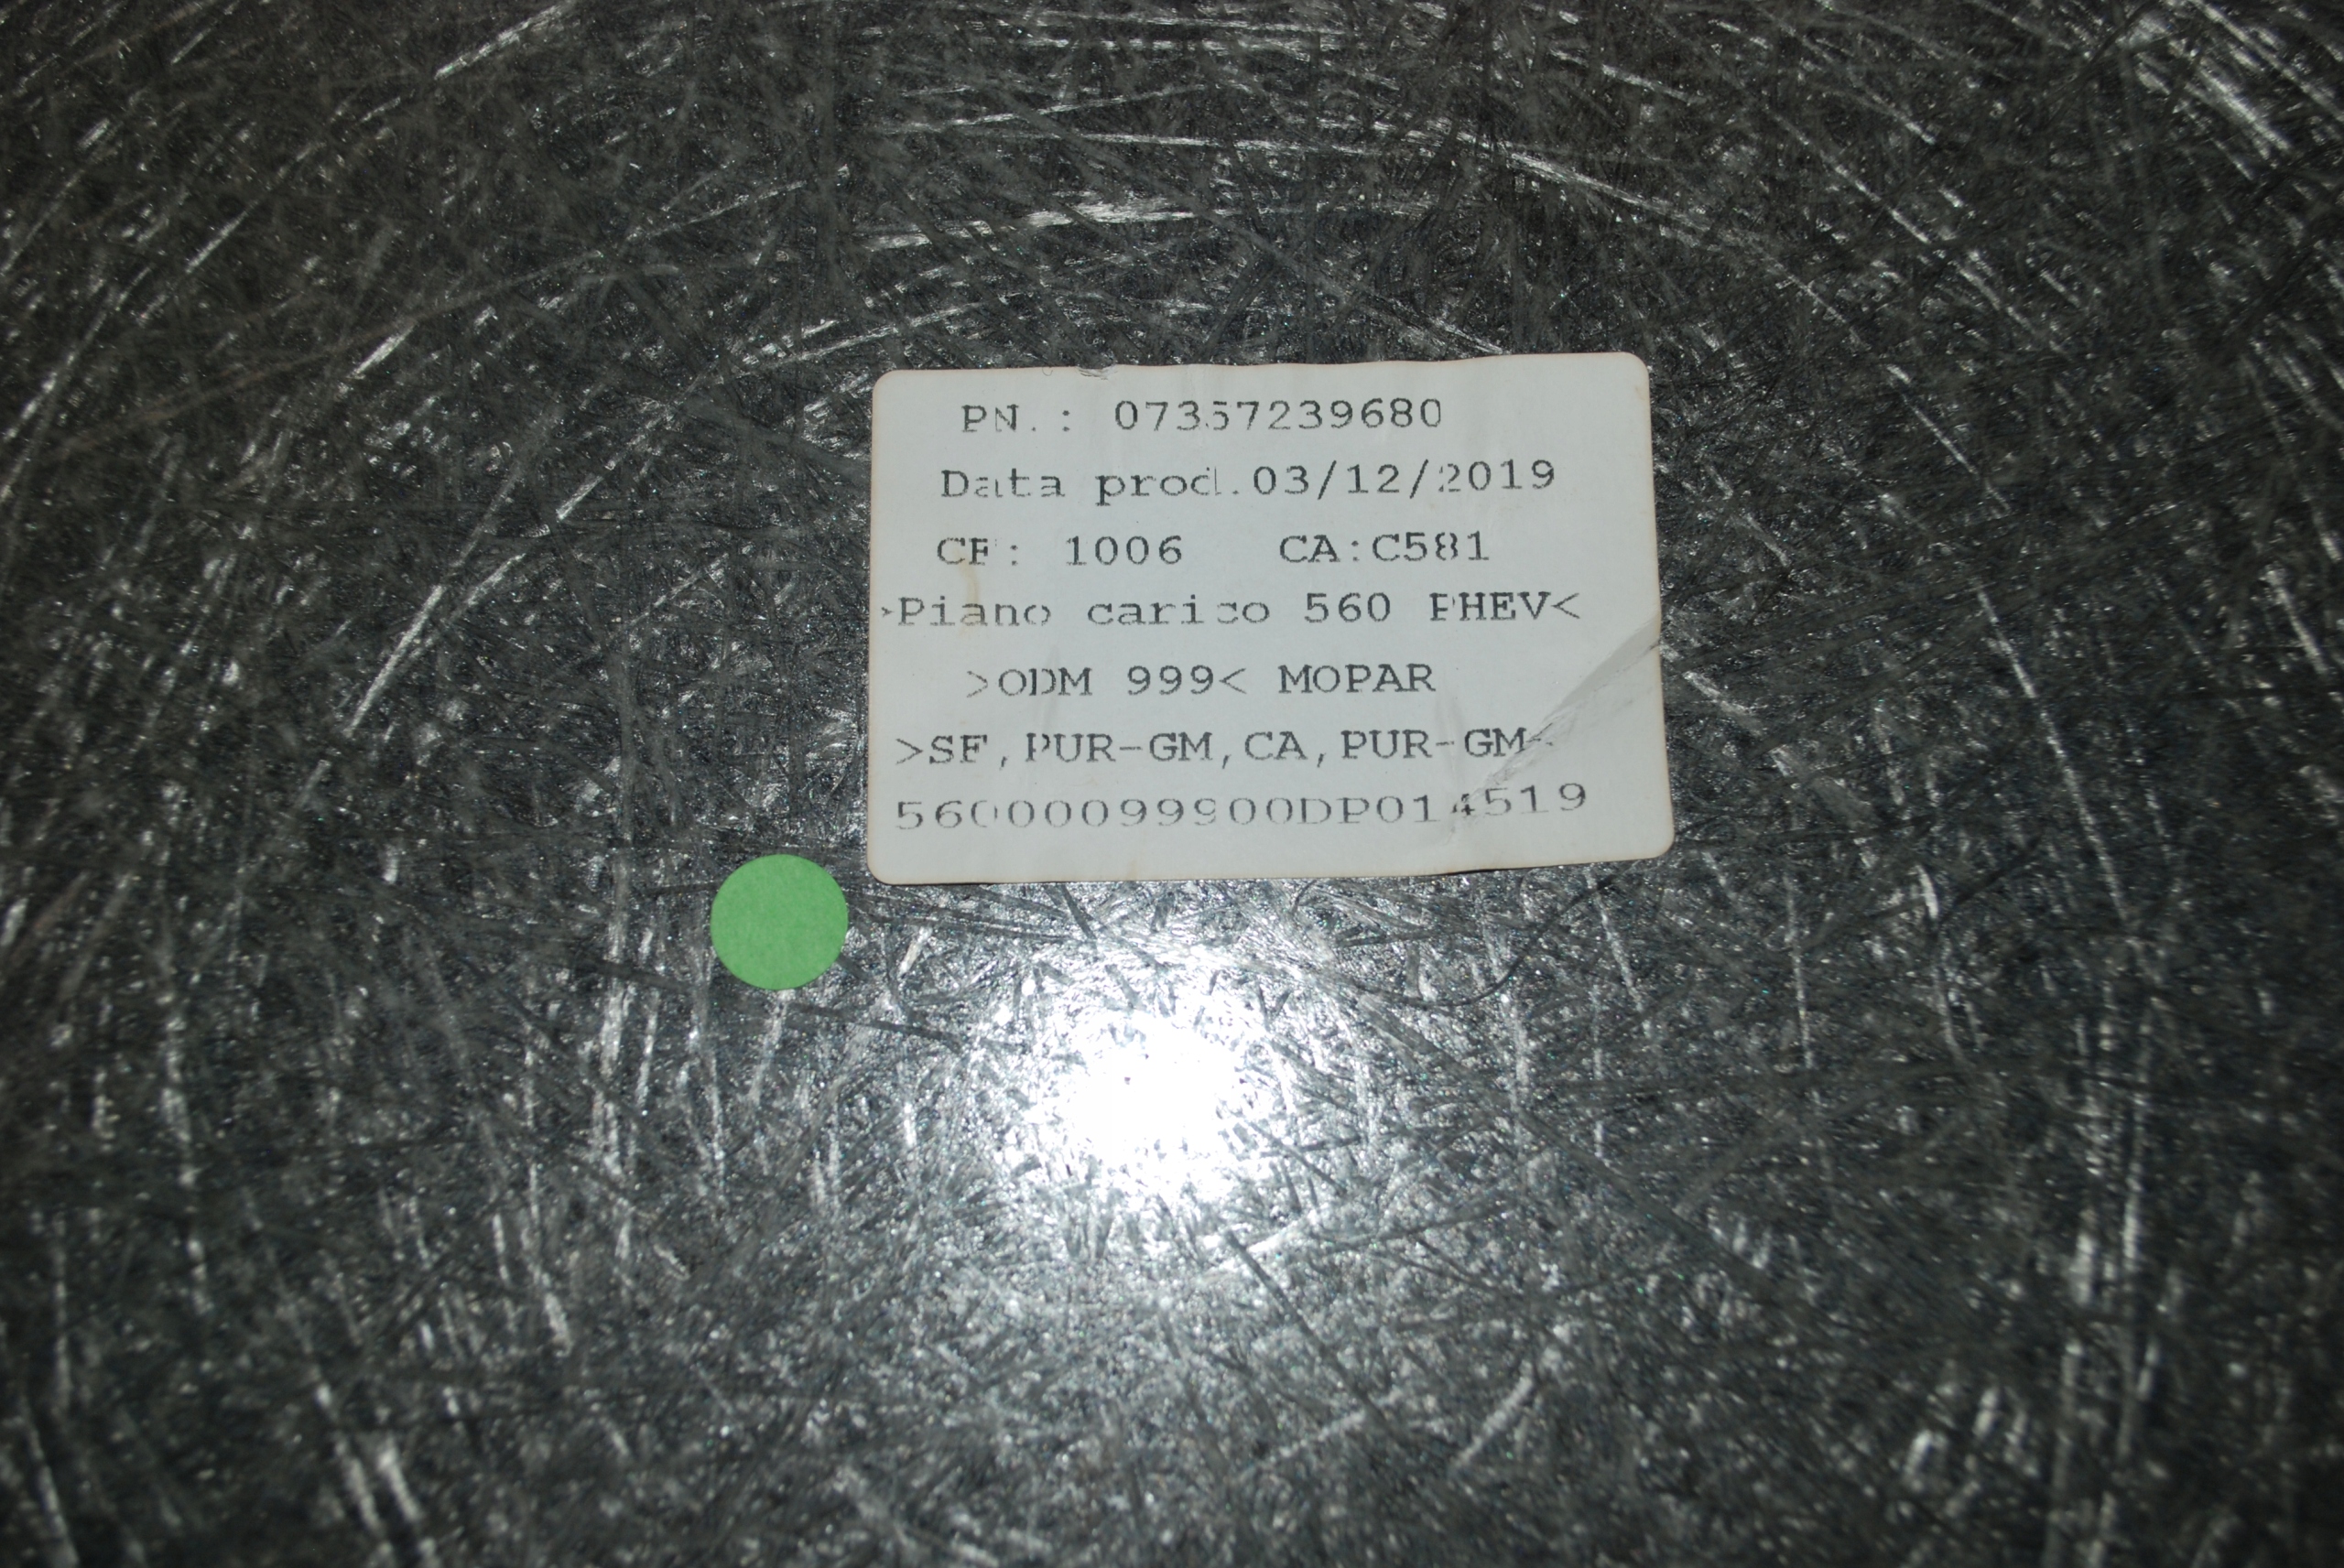 PN.: 07357239680
Data prod.03/12/2019
CF: 1006 CA:C581
>Piano carico 560 PHEV<
>ODM 999< MOPAR
>SF,PUR-GM,CA,PUR-GM<
56000099900DP014519